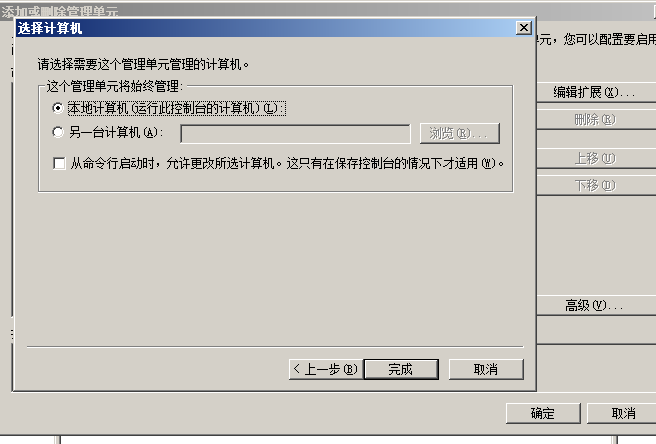 添加或删除管理单元
选择计算机
单元，您可以配置要启用
请选择需要这个管理单元管理的计算机。
这个管理单元将始终管理:
本地计算机(运行此控制台的计算机)(L):
另一台计算机(A):
浏览(R)...
从命令行启动时，允许更改所选计算机。这只有在保存控制台的情况下才适用(W)。
编辑扩展(X)...
删除(R)
上移(U)
下移(D)
高级(V)...
< 上一步(B)
完成
取消
确定
取消